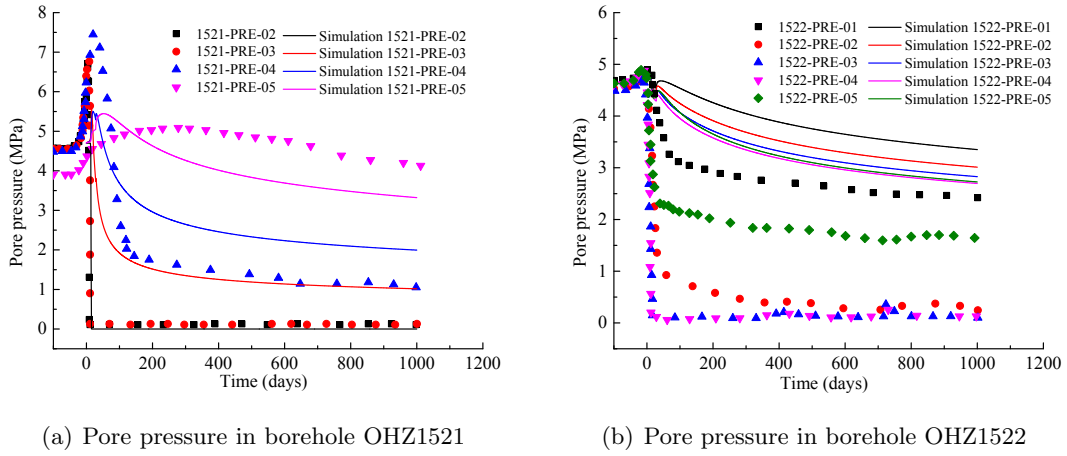 8
7
6
5
4
3
2
1
0
Pore pressure (MPa)
0 200 400 600 800 1000 1200
Time (days)
1521-PRE-02 Simulation 1521-PRE-02
1521-PRE-03 Simulation 1521-PRE-03
1521-PRE-04 Simulation 1521-PRE-04
1521-PRE-05 Simulation 1521-PRE-05
(a) Pore pressure in borehole OHZ1521
6
5
4
3
2
1
0
Pore pressure (MPa)
0 200 400 600 800 1000 1200
Time (days)
1522-PRE-01 Simulation 1522-PRE-01
1522-PRE-02 Simulation 1522-PRE-02
1522-PRE-03 Simulation 1522-PRE-03
1522-PRE-04 Simulation 1522-PRE-04
1522-PRE-05 Simulation 1522-PRE-05
(b) Pore pressure in borehole OHZ1522